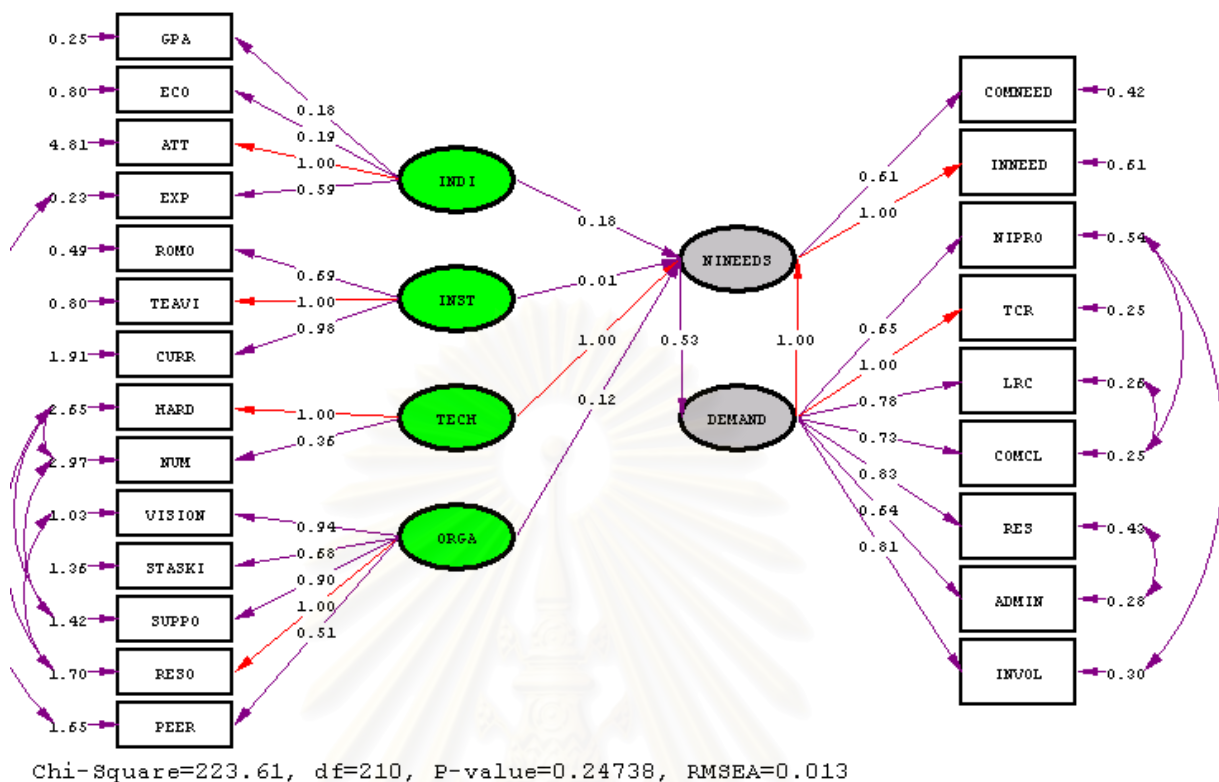 0.25 GPA
0.80 ECO
4.81 ATT
0.23 EXP
0.49 ROMO
0.80 TEAVI
1.91 CURR
2.65 HARD
2.97 NUM
1.03 VISION
1.36 STASKI
1.42 SUPPO
1.70 RESO
1.65 PEER
0.18
0.19
1.00
0.59
0.69
1.00
0.98
1.00
0.36
0.94
0.68
0.90
1.00
0.51
INDI
INST
TECH
ORGA
0.18
0.01
1.00
0.12
NINEEDS
0.53
1.00
DEMAND
0.61
1.00
0.65
1.00
0.78
0.73
0.83
0.64
0.81
COMNEED 0.42
INNEED 0.61
NIPRO 0.54
TCR 0.25
LRC 0.26
COMCL 0.25
RES 0.43
ADMIN 0.28
INVOL 0.30
Chi-Square=223.61, df=210, P-value=0.24738, RMSEA=0.013